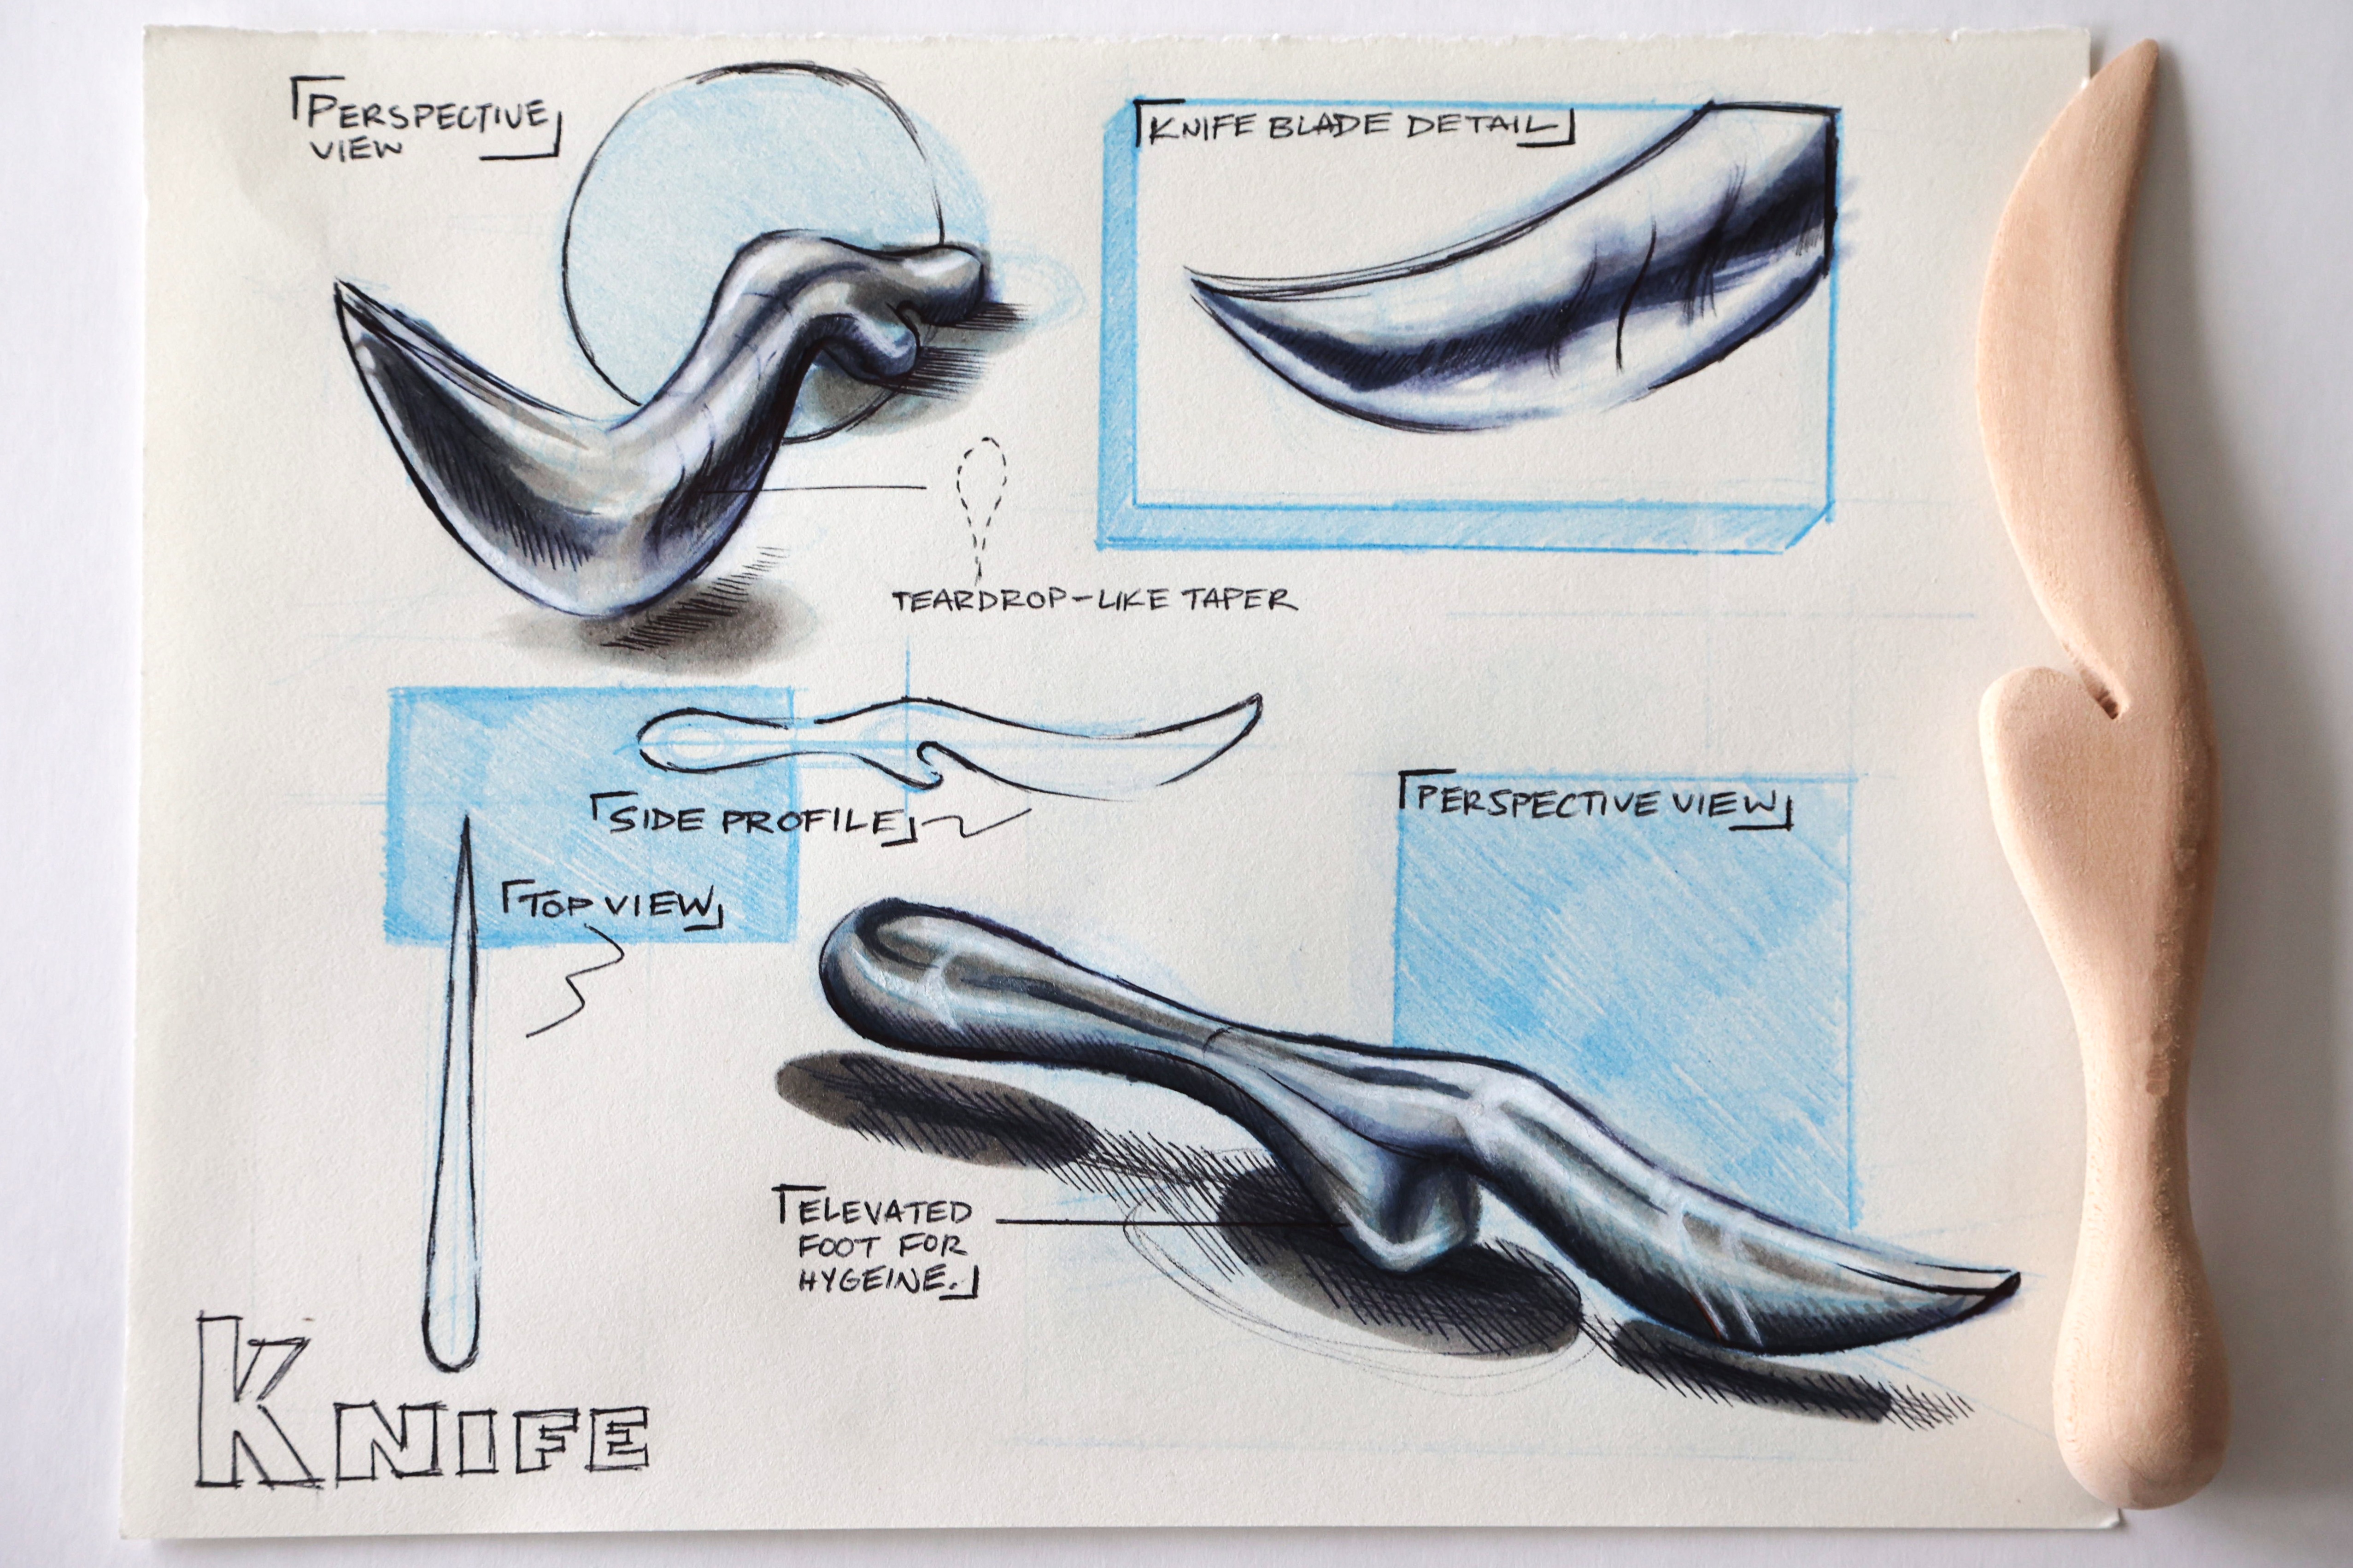 PERSPECTIVE
VIEW
KNIFE BLADE DETAIL
TEARDROP-LIKE TAPER
SIDE PROFILE
TOP VIEW
PERSPECTIVE VIEW
ELEVATED
FOOT FOR
HYGEINE.
KNIFE